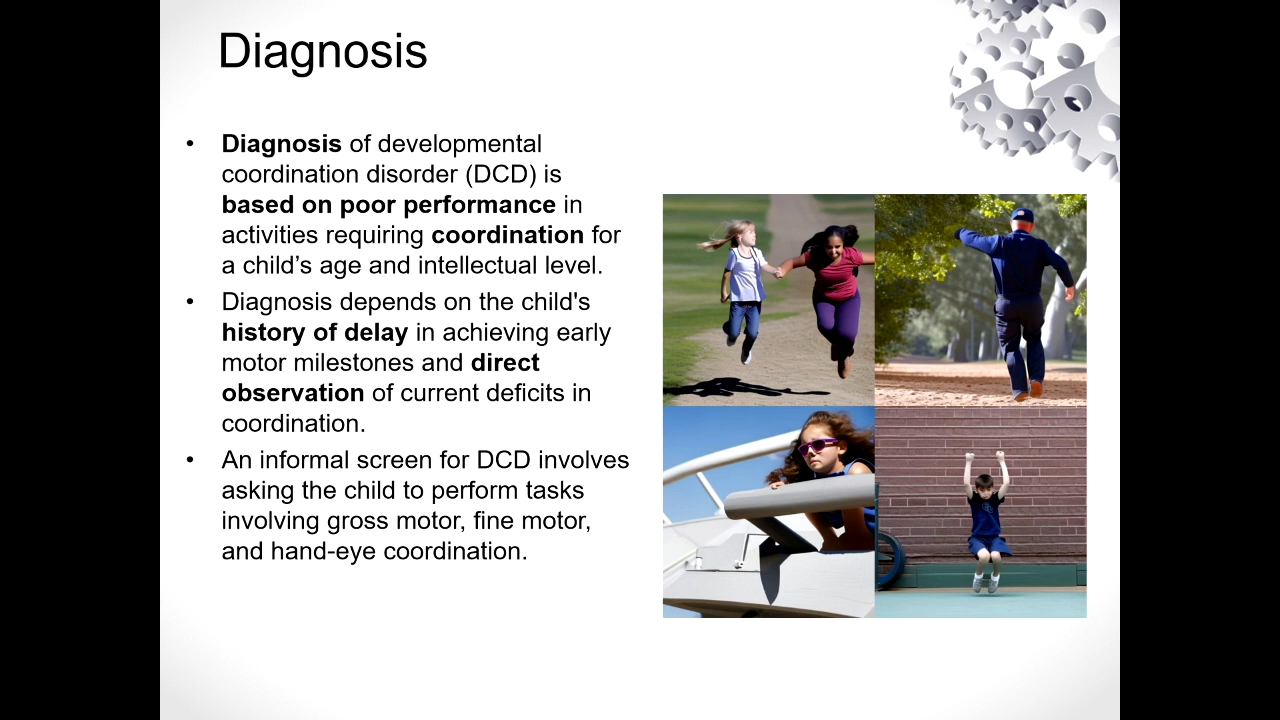 Diagnosis
• Diagnosis of developmental
coordination disorder (DCD) is
based on poor performance in
activities requiring coordination for
a child’s age and intellectual level.
• Diagnosis depends on the child's
history of delay in achieving early
motor milestones and direct
observation of current deficits in
coordination.
• An informal screen for DCD involves
asking the child to perform tasks
involving gross motor, fine motor,
and hand-eye coordination.